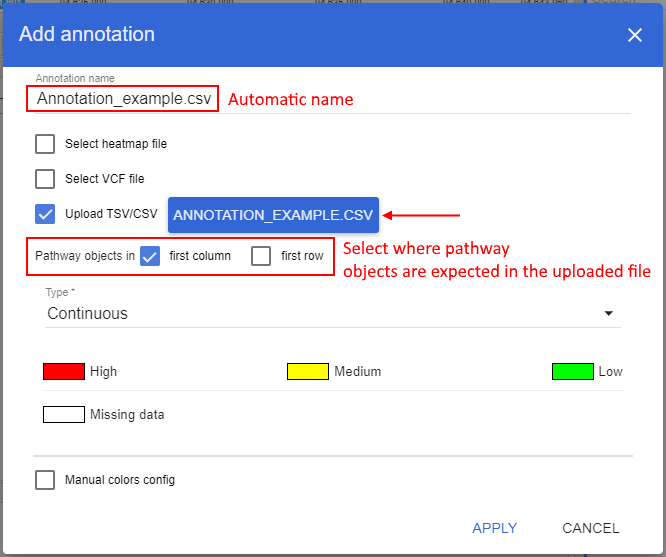 Add annotation
Annotation name
Annotation_example.csv Automatic name
Select heatmap file
Select VCF file
Upload TSV/CSV ANNOTATION_EXAMPLE.CSV
Pathway objects in first column first row
Select where pathway
objects are expected in the uploaded file
Type *
Continuous
High Medium Low
Missing data
Manual colors config
APPLY CANCEL